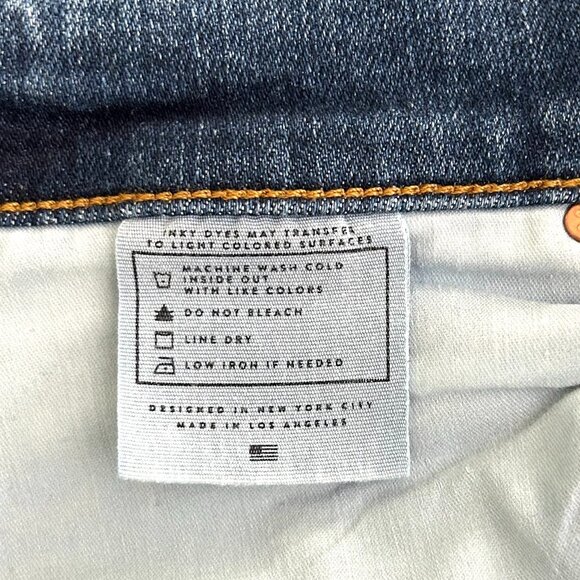 INKY DYES MAY TRANSFER
TO LIGHT COLORED SURFACES
MACHINE WASH COLD
INSIDE OUT
WITH LIKE COLORS
DO NOT BLEACH
LINE DRY
LOW IRON IF NEEDED
DESIGNED IN NEW YORK CITY
MADE IN LOS ANGELES